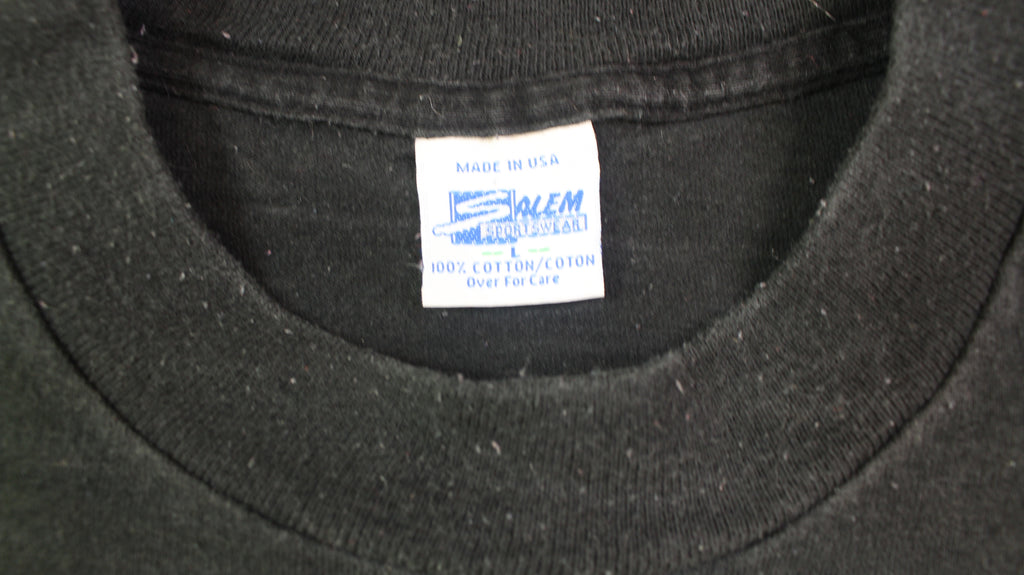 MADE IN USA
SALEM
SPORTSWEAR
L
100% COTTON/COTON
Over For Care